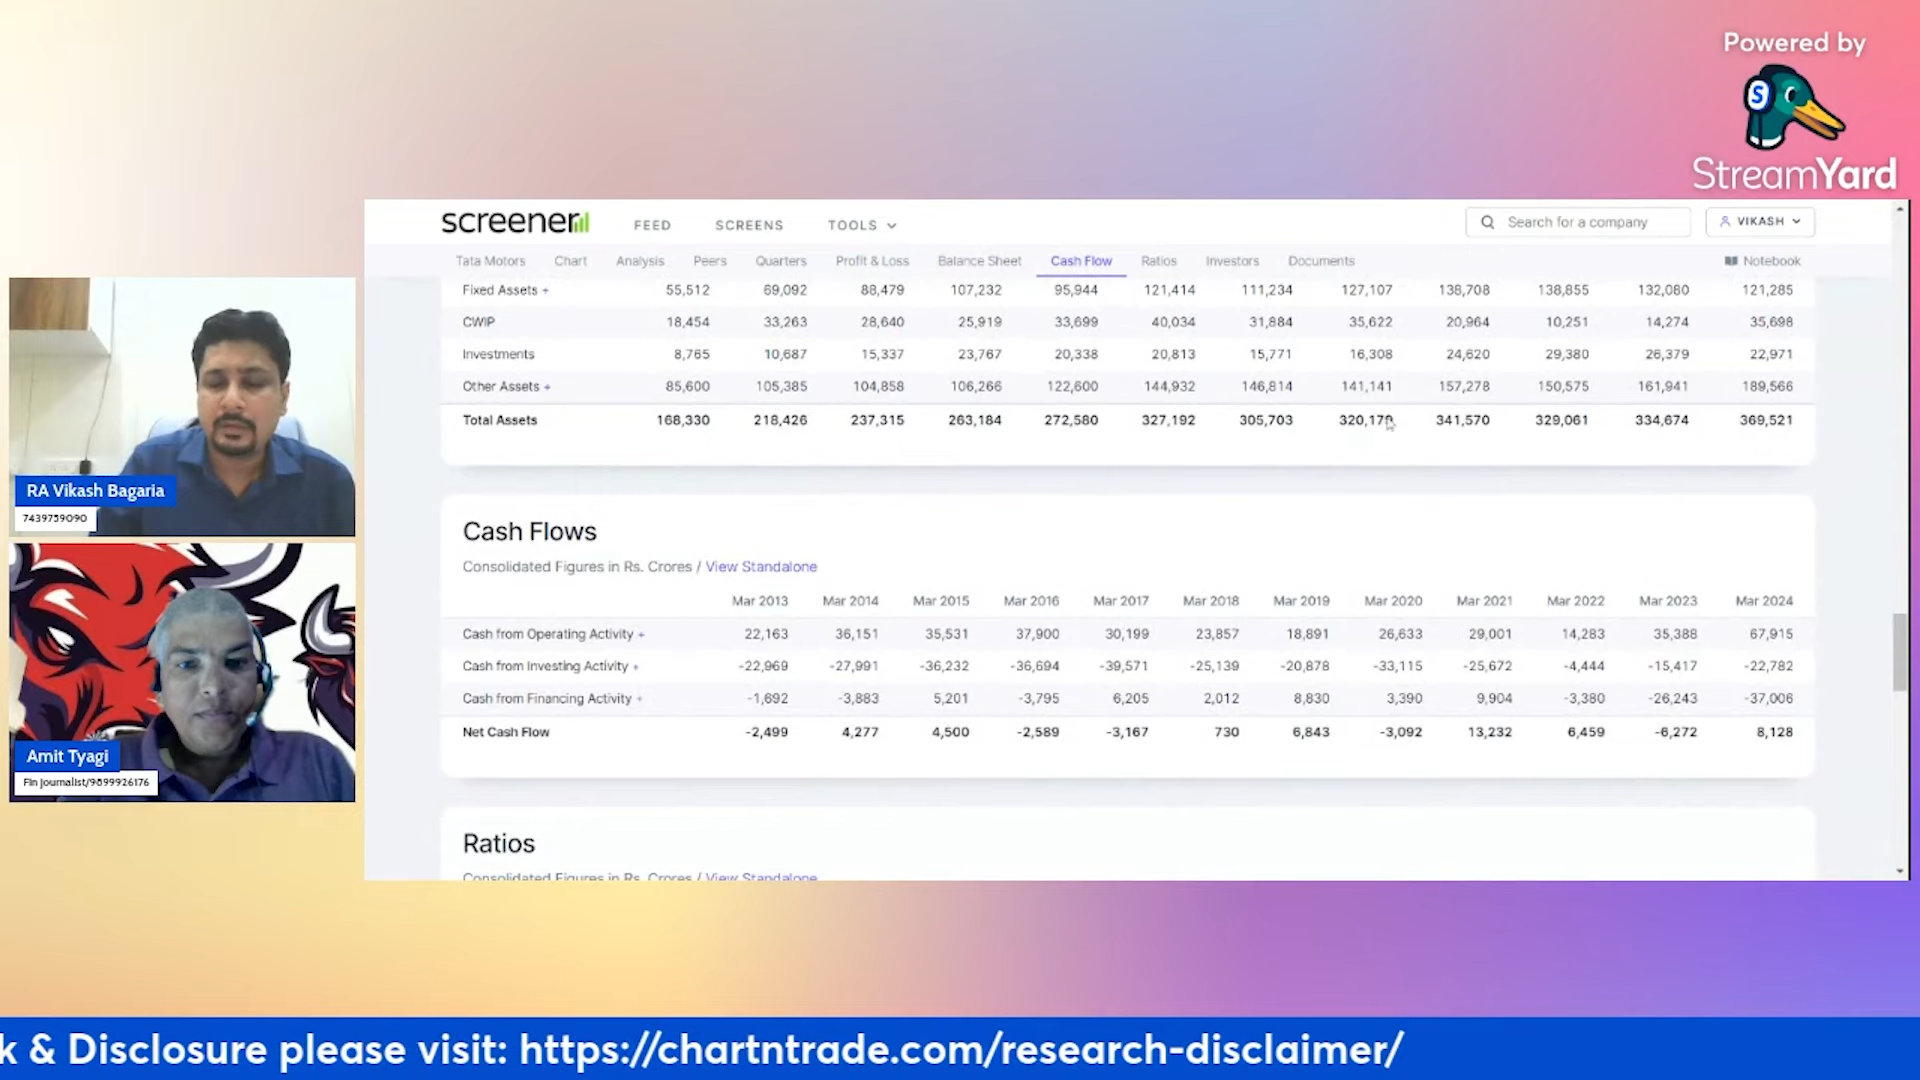 Powered by
S
StreamYard
screener
FEED SCREENS TOOLS
Search for a company
VIKASH
Tata Motors Chart Analysis Peers Quarters Profit & Loss Balance Sheet Cash Flow Ratios Investors Documents Notebook
Fixed Assets + 55,512 69,092 88,479 107,232 95,944 121,414 111,234 127,107 138,708 138,855 132,080 121,285
CWIP 18,454 33,263 28,640 25,919 33,699 40,034 31,884 35,622 20,964 10,251 14,274 35,698
Investments 8,765 10,687 15,337 23,767 20,338 20,813 15,771 16,308 24,620 29,380 26,379 22,971
Other Assets + 85,600 105,385 104,858 106,266 122,600 144,932 146,814 141,141 157,278 150,575 161,941 189,566
Total Assets 168,330 218,426 237,315 263,184 272,580 327,192 305,703 341,570 329,061 334,674 369,521
Cash Flows
Consolidated Figures in Rs. Crores / View Standalone
Mar 2013 Mar 2014 Mar 2015 Mar 2016 Mar 2017 Mar 2018 Mar 2019 Mar 2020 Mar 2021 Mar 2022 Mar 2023 Mar 2024
Cash from Operating Activity + 22,163 36,151 35,531 37,900 30,199 23,857 18,891 26,633 29,001 14,283 35,388 67,915
Cash from Investing Activity + -22,969 -27,991 -36,232 -36,694 -39,571 -25,139 -20,878 -33,115 -25,672 -4,444 -15,417 -22,782
Cash from Financing Activity + -1,692 -3,883 5,201 -3,795 6,205 2,012 8,830 3,390 9,904 -3,380 -26,243 -37,006
Net Cash Flow -2,499 4,277 4,500 -2,589 -3,167 730 6,843 -3,092 13,232 6,459 -6,272 8,128
Ratios
Consolidated Figures in Rs. Crores / View Standalone
RA Vikash Bagaria
7439759090
Amit Tyagi
Fin Journalist/9899926176
k & Disclosure please visit: https://chartntrade.com/research-disclaimer/